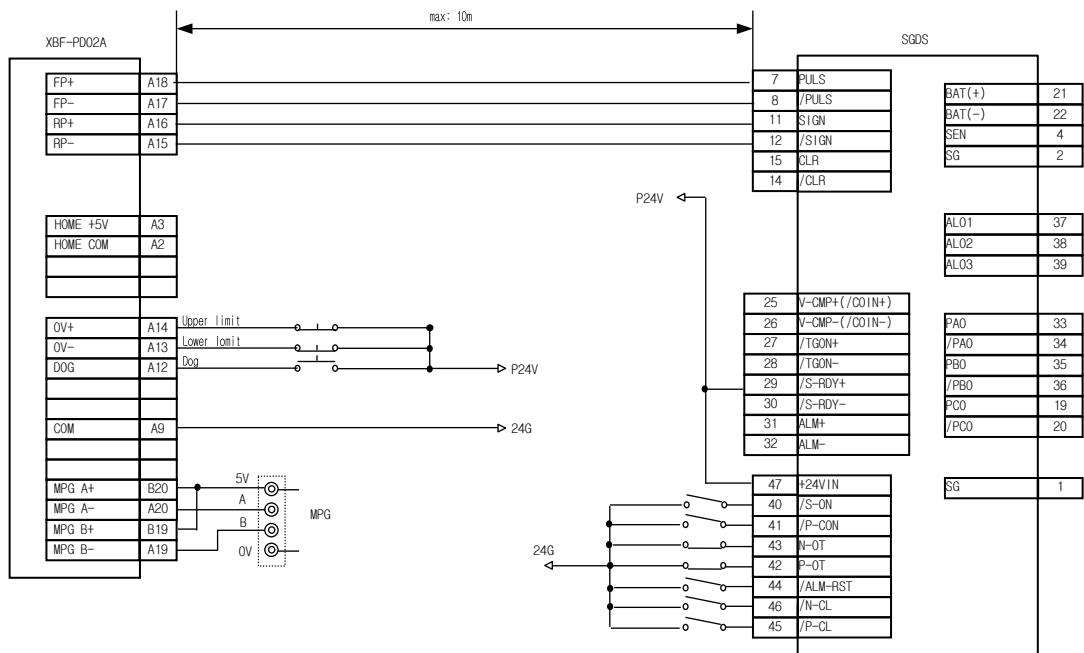 max: 10m
XBF-PD02A
SGDS
FP+ A18
FP- A17
RP+ A16
RP- A15
HOME +5V A3
HOME COM A2
OV+ A14 Upper limit
OV- A13 Lower lomit
DOG A12 Dog
P24V
COM A9
24G
MPG A+ B20
MPG A- A20
MPG B+ B19
MPG B- A19
5V
A
B
0V
MPG
7 PULS
8 /PULS
11 SIGN
12 /SIGN
15 CLR
14 /CLR
P24V
25 V-CMP+(/COIN+)
26 V-CMP-(/COIN-)
27 /TGON+
28 /TGON-
29 /S-RDY+
30 /S-RDY-
31 ALM+
32 ALM-
47 +24VIN
40 /S-ON
41 /P-CON
43 N-OT
42 P-OT
44 /ALM-RST
46 /N-CL
45 /P-CL
24G
BAT(+) 21
BAT(-) 22
SEN 4
SG 2
ALO1 37
ALO2 38
ALO3 39
PAO 33
/PAO 34
PBO 35
/PBO 36
PCO 19
/PCO 20
SG 1